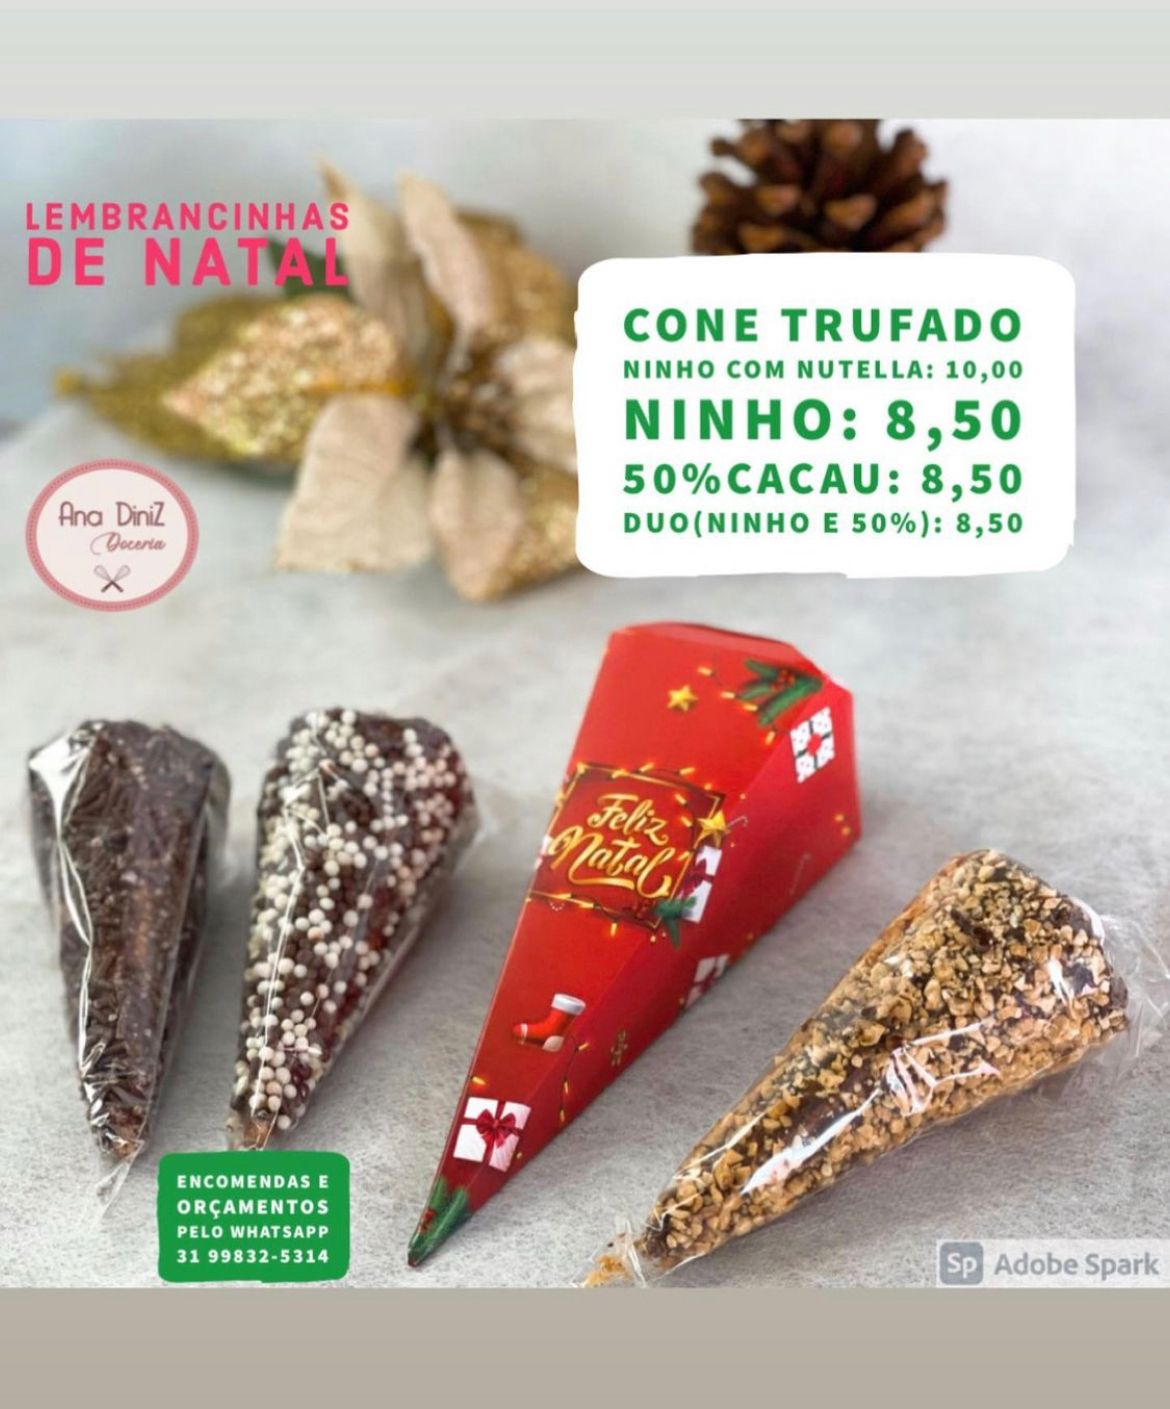 LEMBRANCINHAS
DE NATAL
CONE TRUFADO
NINHO COM NUTELLA: 10,00
NINHO: 8,50
50%CACAU: 8,50
DUO(NINHO E 50%): 8,50
Ana DiniZ
Doceria
Feliz
Natal
ENCOMENDAS E
ORÇAMENTOS
PELO WHATSAPP
31 99832-5314
Sp Adobe Spark